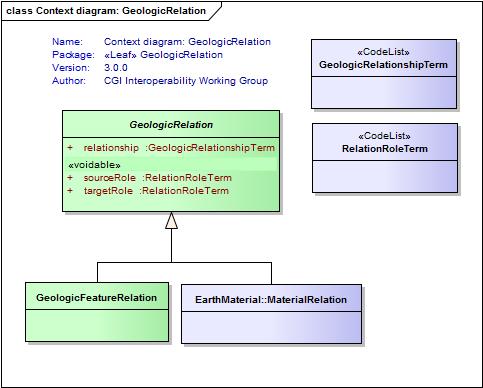 class Context diagram: GeologicRelation
Name: Context diagram: GeologicRelation
Package: «Leaf» GeologicRelation
Version: 3.0.0
Author: CGI Interoperability Working Group
«CodeList»
GeologicRelationshipTerm
«CodeList»
RelationRoleTerm
GeologicRelation
+ relationship :GeologicRelationshipTerm
«voidable»
+ sourceRole :RelationRoleTerm
+ targetRole :RelationRoleTerm
GeologicFeatureRelation
EarthMaterial::MaterialRelation